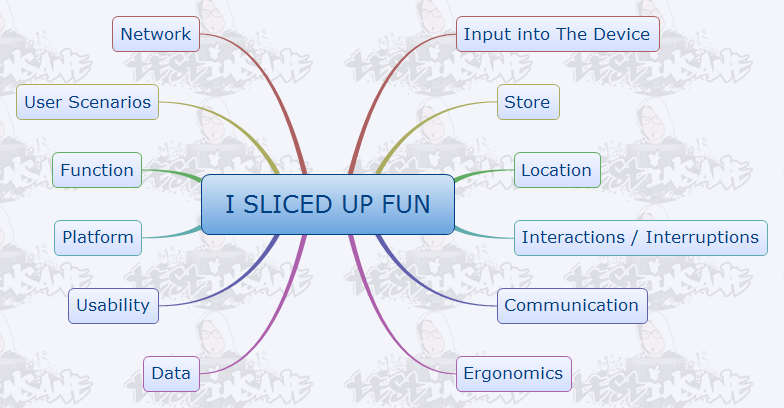 Network
Input into The Device
User Scenarios
Store
Function
Location
I SLICED UP FUN
Platform
Interactions / Interruptions
Usability
Communication
Data
Ergonomics